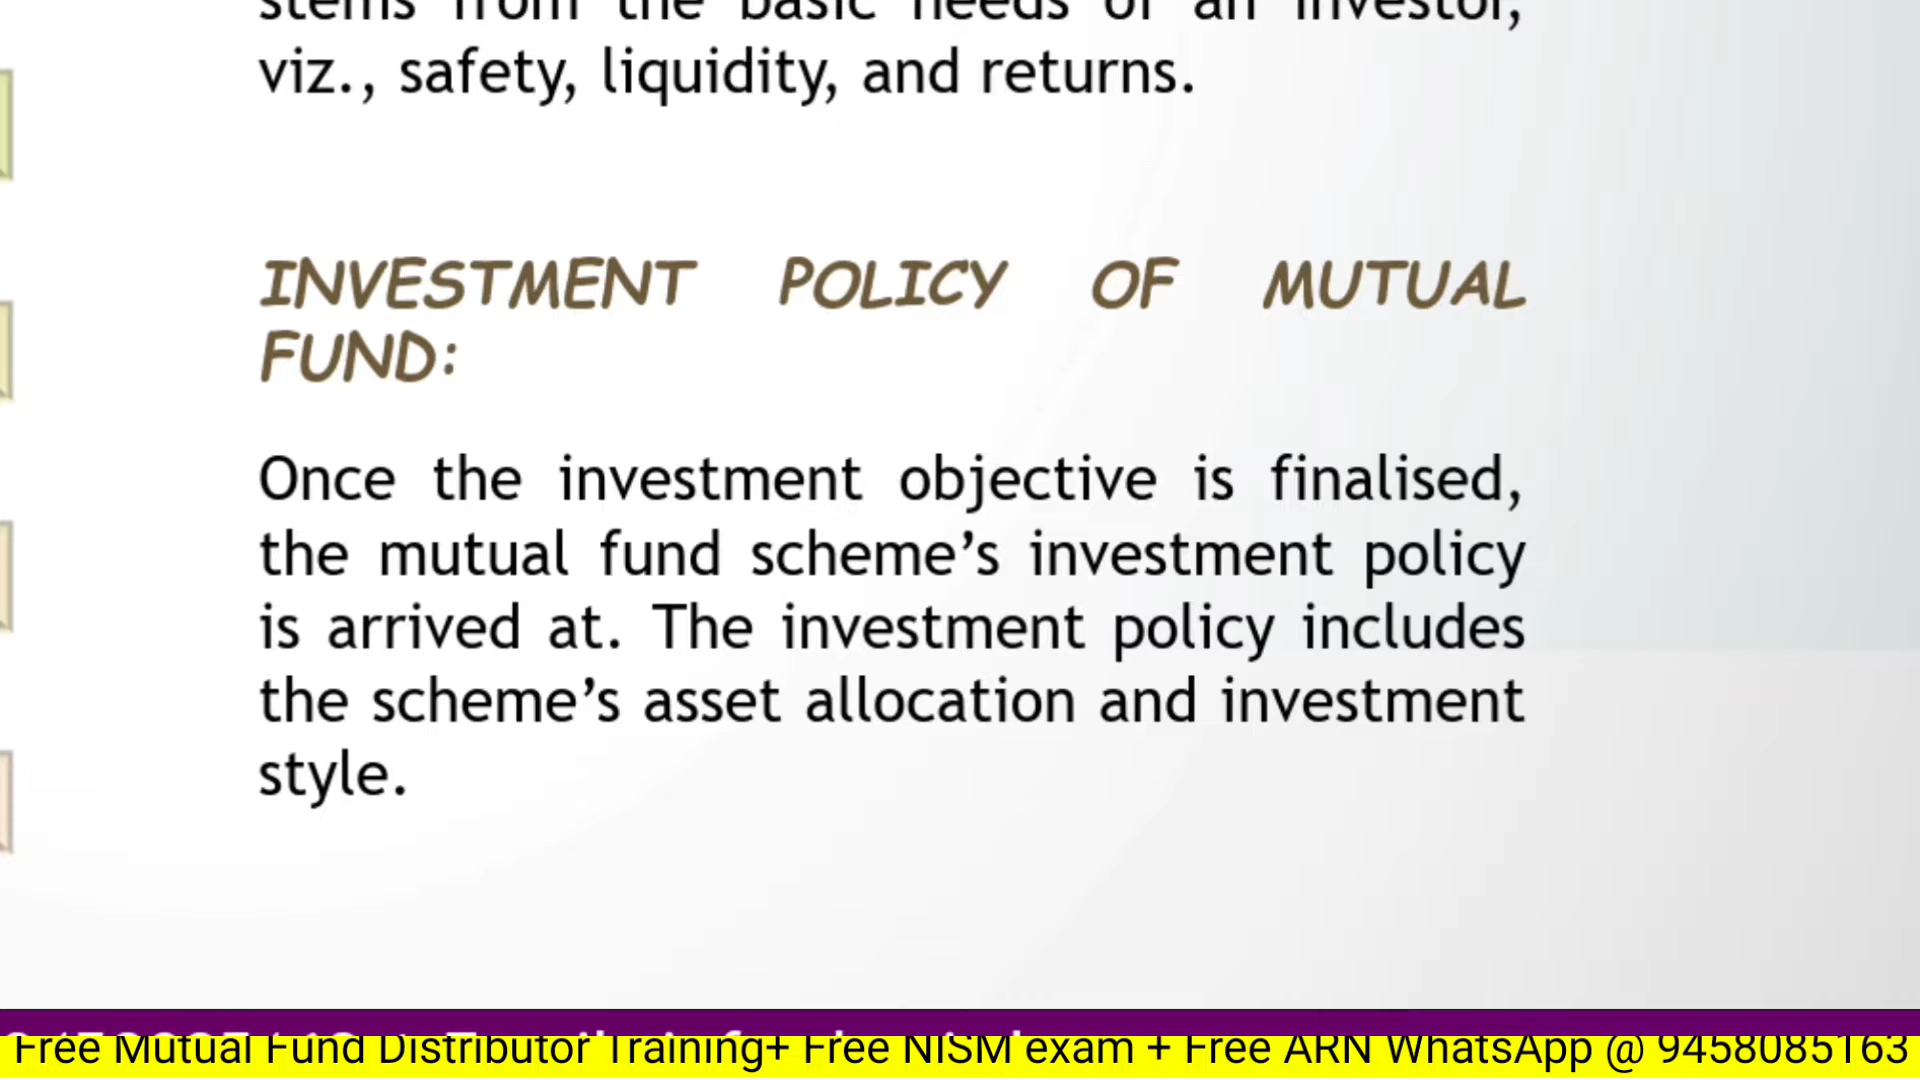 stems from the basic needs of an investor,
viz., safety, liquidity, and returns.
INVESTMENT POLICY OF MUTUAL
FUND:
Once the investment objective is finalised,
the mutual fund scheme’s investment policy
is arrived at. The investment policy includes
the scheme’s asset allocation and investment
style.
Free Mutual Fund Distributor Training+ Free NISM exam + Free ARN WhatsApp @ 9458085163